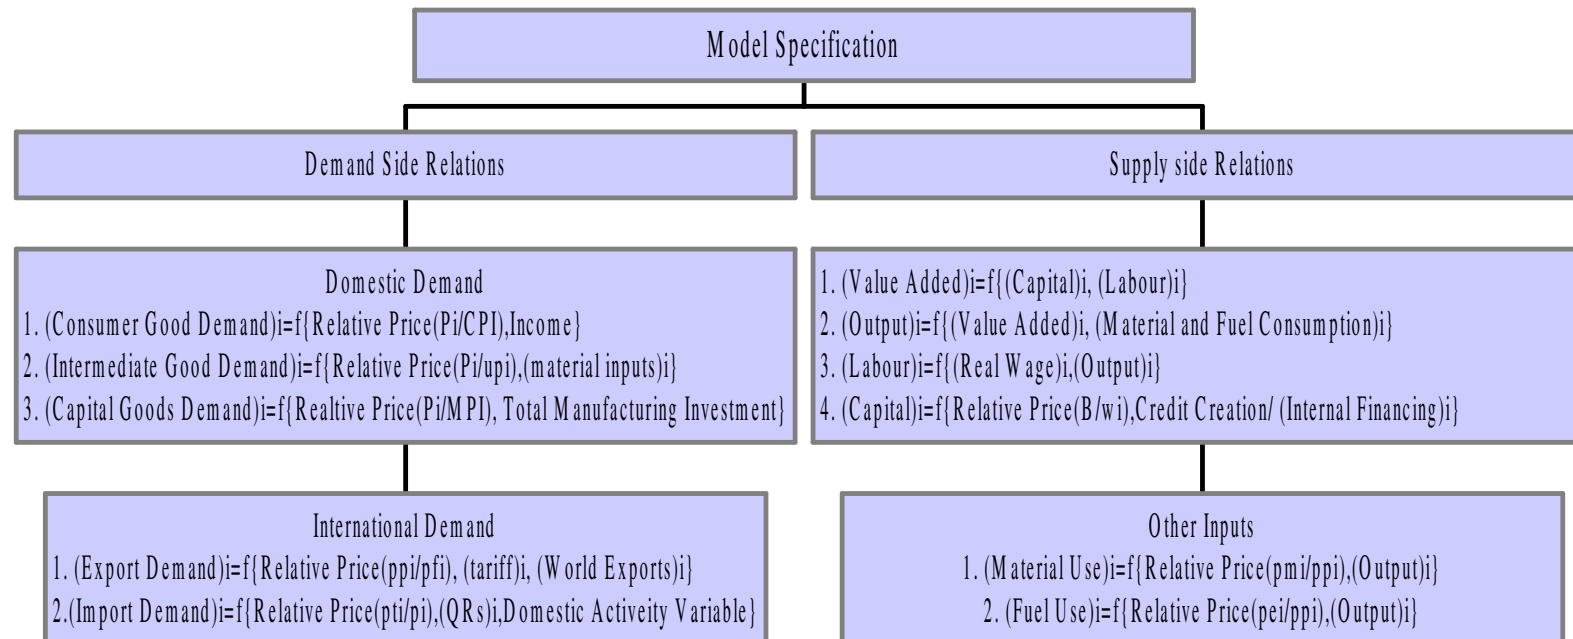 Model Specification
Demand Side Relations
Supply side Relations
Domestic Demand
1. (Consumer Good Demand)i=f{Relative Price(Pi/CPI),Income}
2. (Intermediate Good Demand)i=f{Relative Price(Pi/upi),(material inputs)i}
3. (Capital Goods Demand)i=f{Realtive Price(Pi/MPI), Total Manufacturing Investment}
1. (Value Added)i=f{(Capital)i, (Labour)i}
2. (Output)i=f{(Value Added)i, (Material and Fuel Consumption)i}
3. (Labour)i=f{(Real Wage)i,(Output)i}
4. (Capital)i=f{Relative Price(B/wi),Credit Creation/ (Internal Financing)i}
International Demand
1. (Export Demand)i=f{Relative Price(ppi/pfi), (tariff)i, (World Exports)i}
2.(Import Demand)i=f{Relative Price(pti/pi),(QRs)i,Domestic Activeity Variable}
Other Inputs
1. (Material Use)i=f{Relative Price(pmi/ppi),(Output)i}
2. (Fuel Use)i=f{Relative Price(pei/ppi),(Output)i}